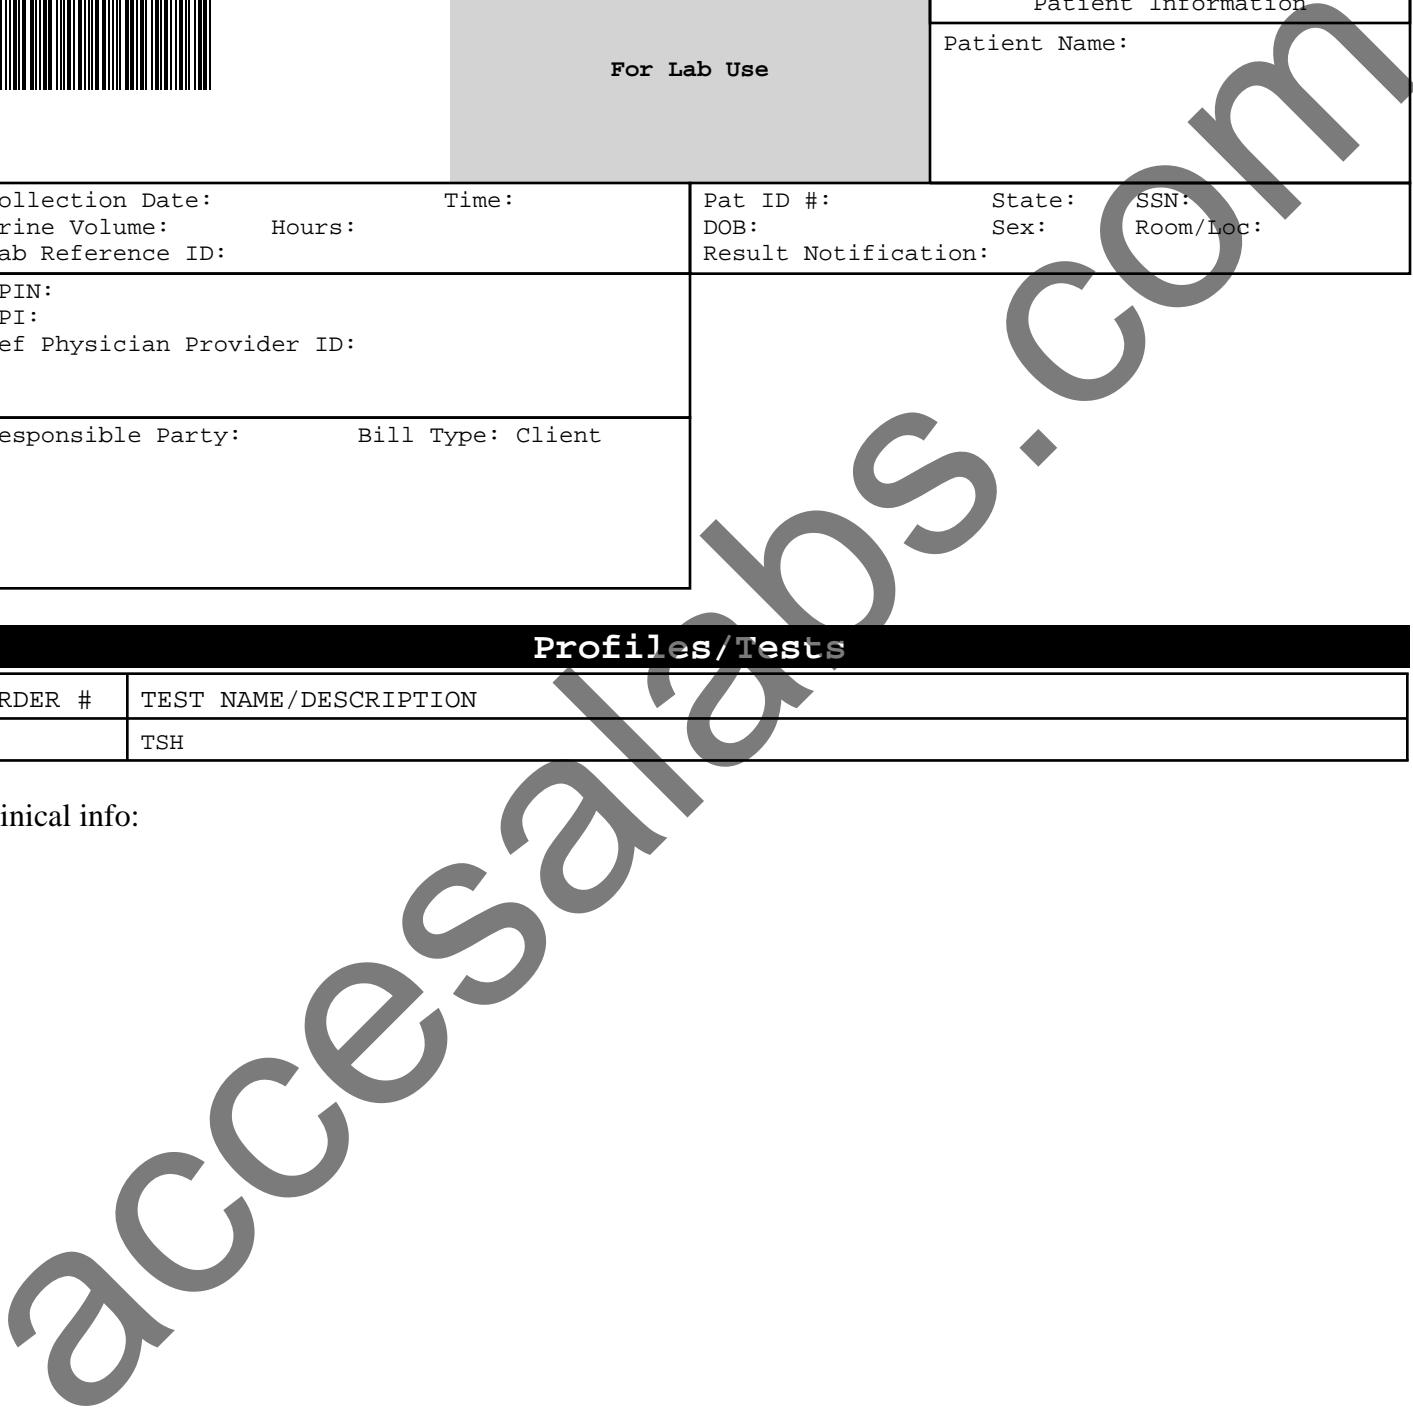 Patient Information
For Lab Use
Patient Name:
ollection Date: Time:
rine Volume: Hours:
ab Reference ID:
Pat ID #: State: SSN:
DOB: Sex: Room/Loc:
Result Notification:
PIN:
PI:
ef Physician Provider ID:
esponsible Party: Bill Type: Client
Profiles/Tests
RDER # TEST NAME/DESCRIPTION
TSH
inical info:
accesalabs.com